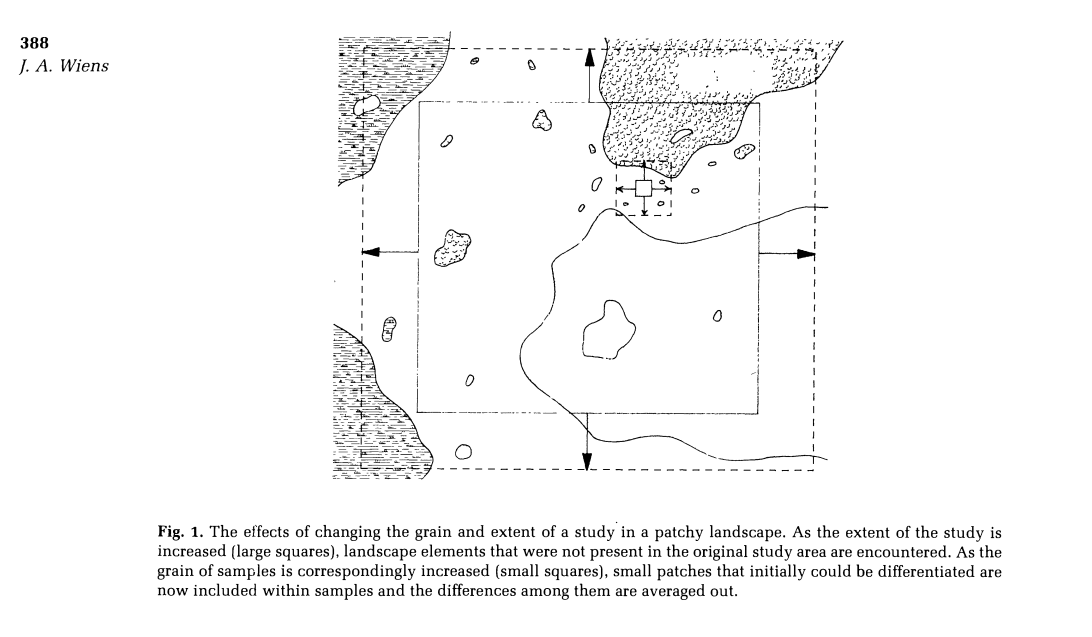 388
J. A. Wiens
Fig. 1. The effects of changing the grain and extent of a study in a patchy landscape. As the extent of the study is
increased (large squares), landscape elements that were not present in the original study area are encountered. As the
grain of samples is correspondingly increased (small squares), small patches that initially could be differentiated are
now included within samples and the differences among them are averaged out.